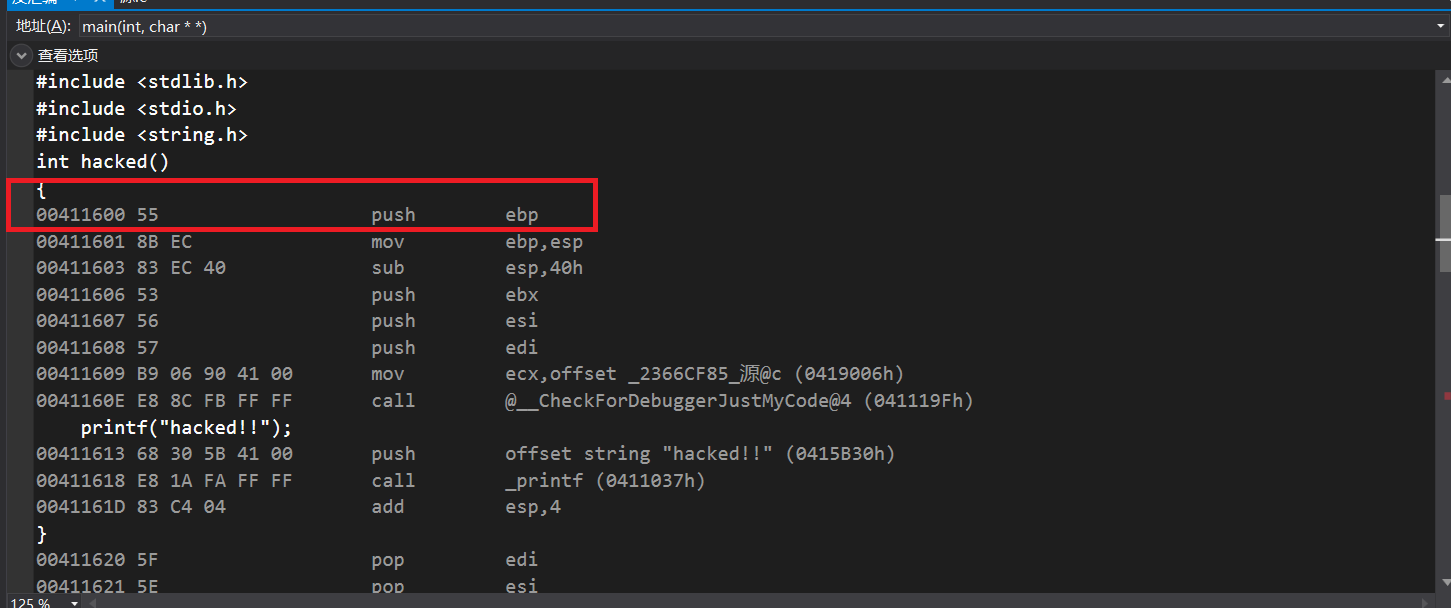 地址(A): main(int, char * *)
查看选项
#include <stdlib.h>
#include <stdio.h>
#include <string.h>
int hacked()
{
00411600 55 push ebp
00411601 8B EC mov ebp,esp
00411603 83 EC 40 sub esp,40h
00411606 53 push ebx
00411607 56 push esi
00411608 57 push edi
00411609 B9 06 90 41 00 mov ecx,offset _2366CF85_源@c (0419006h)
0041160E E8 8C FB FF FF call @__CheckForDebuggerJustMyCode@4 (041119Fh)
printf("hacked!!");
00411613 68 30 5B 41 00 push offset string "hacked!!" (0415B30h)
00411618 E8 1A FA FF FF call _printf (0411037h)
0041161D 83 C4 04 add esp,4
}
00411620 5F pop edi
00411621 5E pop esi
125 %